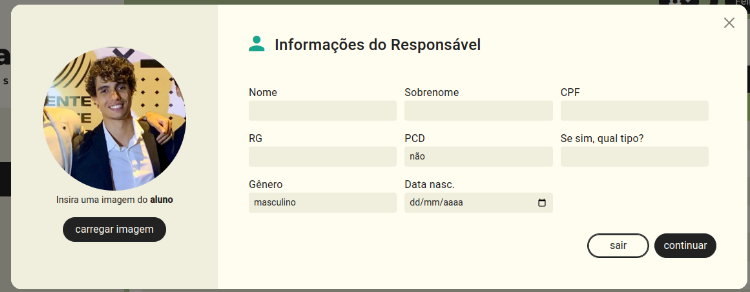 Informações do Responsável
Nome
Sobrenome
CPF
RG
PCD
Se sim, qual tipo?
não
Gênero
Data nasc.
masculino
dd/mm/aaaa
ENTE
Insira uma imagem do aluno
carregar imagem
sair
continuar